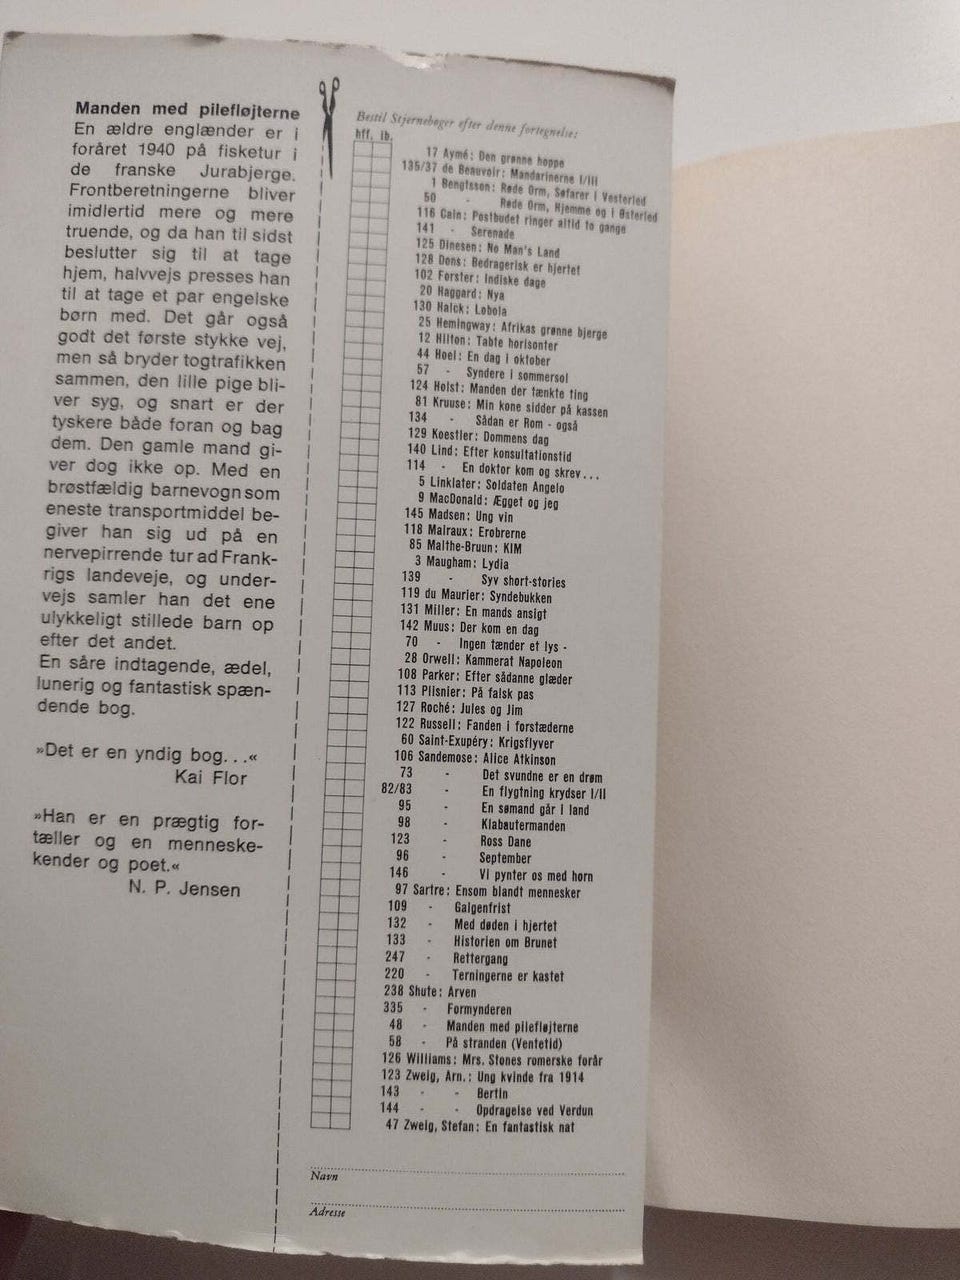 Manden med pilefløjterne
En ældre englænder er i
foråret 1940 på fisketur i
de franske Jurabjerge.
Frontberetningerne bliver
imidlertid mere og mere
truende, og da han til sidst
beslutter sig til at tage
hjem, halvvejs presses han
til at tage et par engelske
børn med. Det går også
godt det første stykke vej,
men så bryder togtrafikken
sammen, den lille pige bli-
ver syg, og snart er der
tyskere både foran og bag
dem. Den gamle mand gi-
ver dog ikke op. Med en
brøstfældig barnevogn som
eneste transportmiddel be-
giver han sig ud på en
nervepirrende tur ad Frank-
rigs landeveje, og under-
vejs samler han det ene
ulykkeligt stillede barn op
efter det andet.
En såre indtagende, ædel,
lunerig og fantastisk spæn-
dende bog.
»Det er en yndig bog...«
Kai Flor
»Han er en prægtig for-
tæller og en menneske-
kender og poet.«
N. P. Jensen
Bestil Stjernebøger efter denne fortegnelse:
hft. ib.
17 Aymé: Den grønne hoppe
135/37 de Beauvoir: Mandarinerne I/III
1 Bengtsson: Røde Orm, Søfarer i Vesterled
50 - Røde Orm, Hjemme og i Østerled
116 Cain: Postbudet ringer altid to gange
141 - Serenade
125 Dinesen: No Man's Land
128 Dons: Bedragerisk er hjertet
102 Forster: Indiske dage
20 Haggard: Nya
130 Halck: Lobola
25 Hemingway: Afrikas grønne bjerge
12 Hilton: Tabte horisonter
44 Hoel: En dag i oktober
57 - Syndere i sommersol
124 Holst: Manden der tænkte ting
81 Kruuse: Min kone sidder på kassen
134 - Sådan er Rom - også
129 Koestler: Dommens dag
140 Lind: Efter konsultationstid
114 - En doktor kom og skrev...
5 Linklater: Soldaten Angelo
9 MacDonald: Ægget og jeg
145 Madsen: Ung vin
118 Malraux: Erobrerne
85 Malthe-Bruun: KIM
3 Maugham: Lydia
139 - Syv short-stories
119 du Maurier: Syndebukken
131 Miller: En mands ansigt
142 Muus: Der kom en dag
70 - Ingen tænder et lys -
28 Orwell: Kammerat Napoleon
108 Parker: Efter sådanne glæder
113 Plisnier: På falsk pas
127 Roché: Jules og Jim
122 Russell: Fanden i forstæderne
60 Saint-Exupéry: Krigsflyver
106 Sandemose: Alice Atkinson
73 - Det svundne er en drøm
82/83 - En flygtning krydser I/II
95 - En sømand går i land
98 - Klabautermanden
123 - Ross Dane
96 - September
146 - Vi pynter os med horn
97 Sartre: Ensom blandt mennesker
109 - Galgenfrist
132 - Med døden i hjertet
133 - Historien om Brunet
247 - Rettergang
220 - Terningerne er kastet
238 Shute: Arven
335 - Formynderen
48 - Manden med pilefløjterne
58 - På stranden (Ventetid)
126 Williams: Mrs. Stones romerske forår
123 Zweig, Arn.: Ung kvinde fra 1914
143 - - Bertin
144 - - Opdragelse ved Verdun
47 Zweig, Stefan: En fantastisk nat
Navn
Adresse